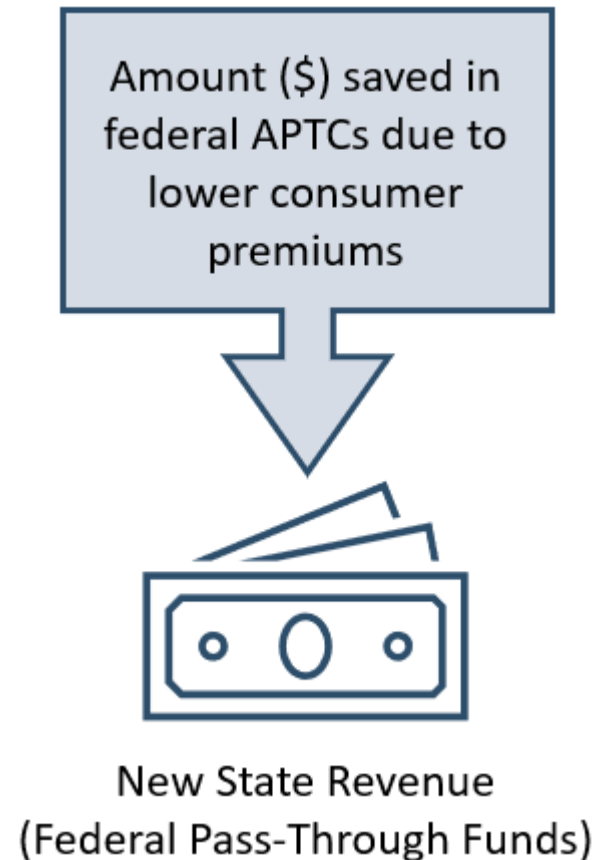 Amount ($) saved in
federal APTCs due to
lower consumer
premiums
New State Revenue
(Federal Pass-Through Funds)